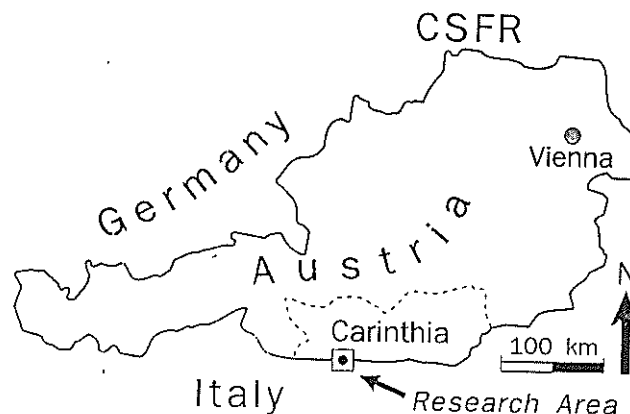 CSFR
Germany
Vienna
Austria
N
Carinthia
100 km
Italy
Research Area